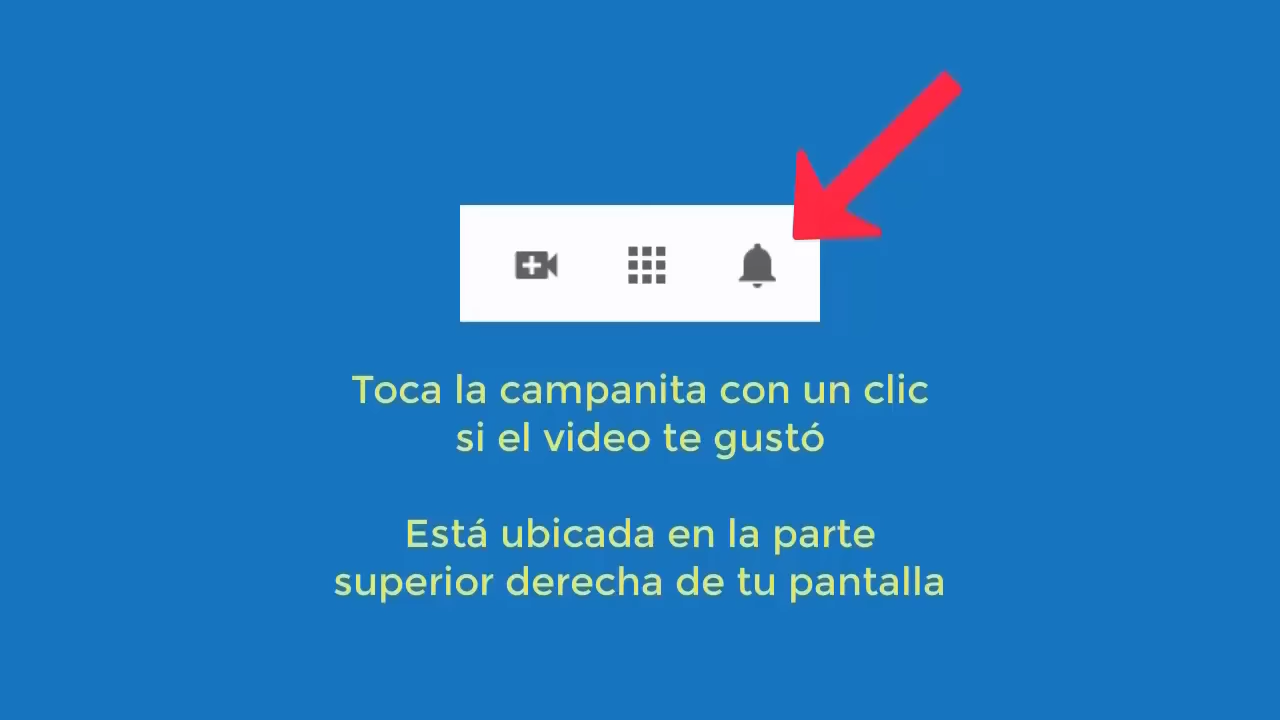 Toca la campanita con un clic
si el video te gustó
Está ubicada en la parte
superior derecha de tu pantalla